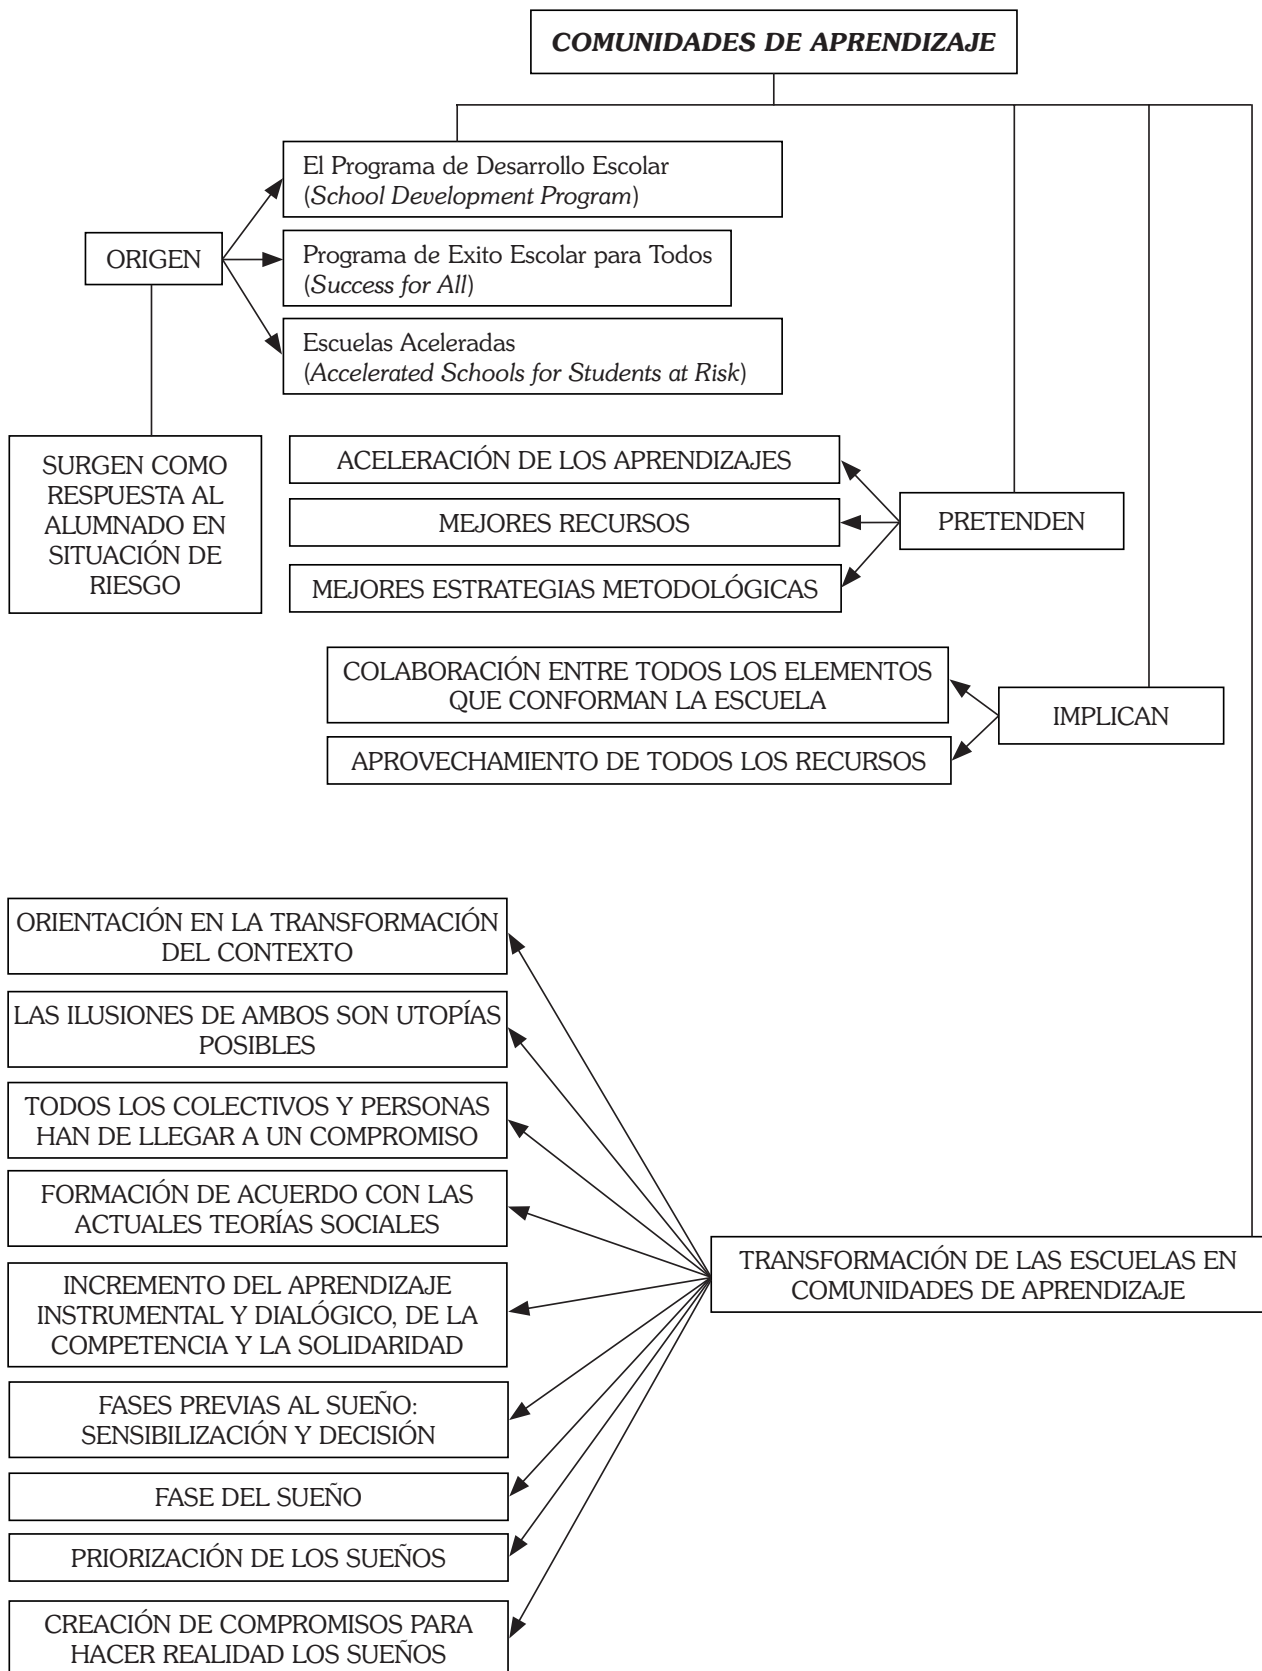 COMUNIDADES DE APRENDIZAJE
El Programa de Desarrollo Escolar
(School Development Program)
ORIGEN
Programa de Exito Escolar para Todos
(Success for All)
Escuelas Aceleradas
(Accelerated Schools for Students at Risk)
SURGEN COMO
RESPUESTA AL
ALUMNADO EN
SITUACIÓN DE
RIESGO
ACELERACIÓN DE LOS APRENDIZAJES
MEJORES RECURSOS
MEJORES ESTRATEGIAS METODOLÓGICAS
PRETENDEN
COLABORACIÓN ENTRE TODOS LOS ELEMENTOS
QUE CONFORMAN LA ESCUELA
APROVECHAMIENTO DE TODOS LOS RECURSOS
IMPLICAN
ORIENTACIÓN EN LA TRANSFORMACIÓN
DEL CONTEXTO
LAS ILUSIONES DE AMBOS SON UTOPÍAS
POSIBLES
TODOS LOS COLECTIVOS Y PERSONAS
HAN DE LLEGAR A UN COMPROMISO
FORMACIÓN DE ACUERDO CON LAS
ACTUALES TEORÍAS SOCIALES
INCREMENTO DEL APRENDIZAJE
INSTRUMENTAL Y DIALÓGICO, DE LA
COMPETENCIA Y LA SOLIDARIDAD
FASES PREVIAS AL SUEÑO:
SENSIBILIZACIÓN Y DECISIÓN
FASE DEL SUEÑO
PRIORIZACIÓN DE LOS SUEÑOS
CREACIÓN DE COMPROMISOS PARA
HACER REALIDAD LOS SUEÑOS
TRANSFORMACIÓN DE LAS ESCUELAS EN
COMUNIDADES DE APRENDIZAJE